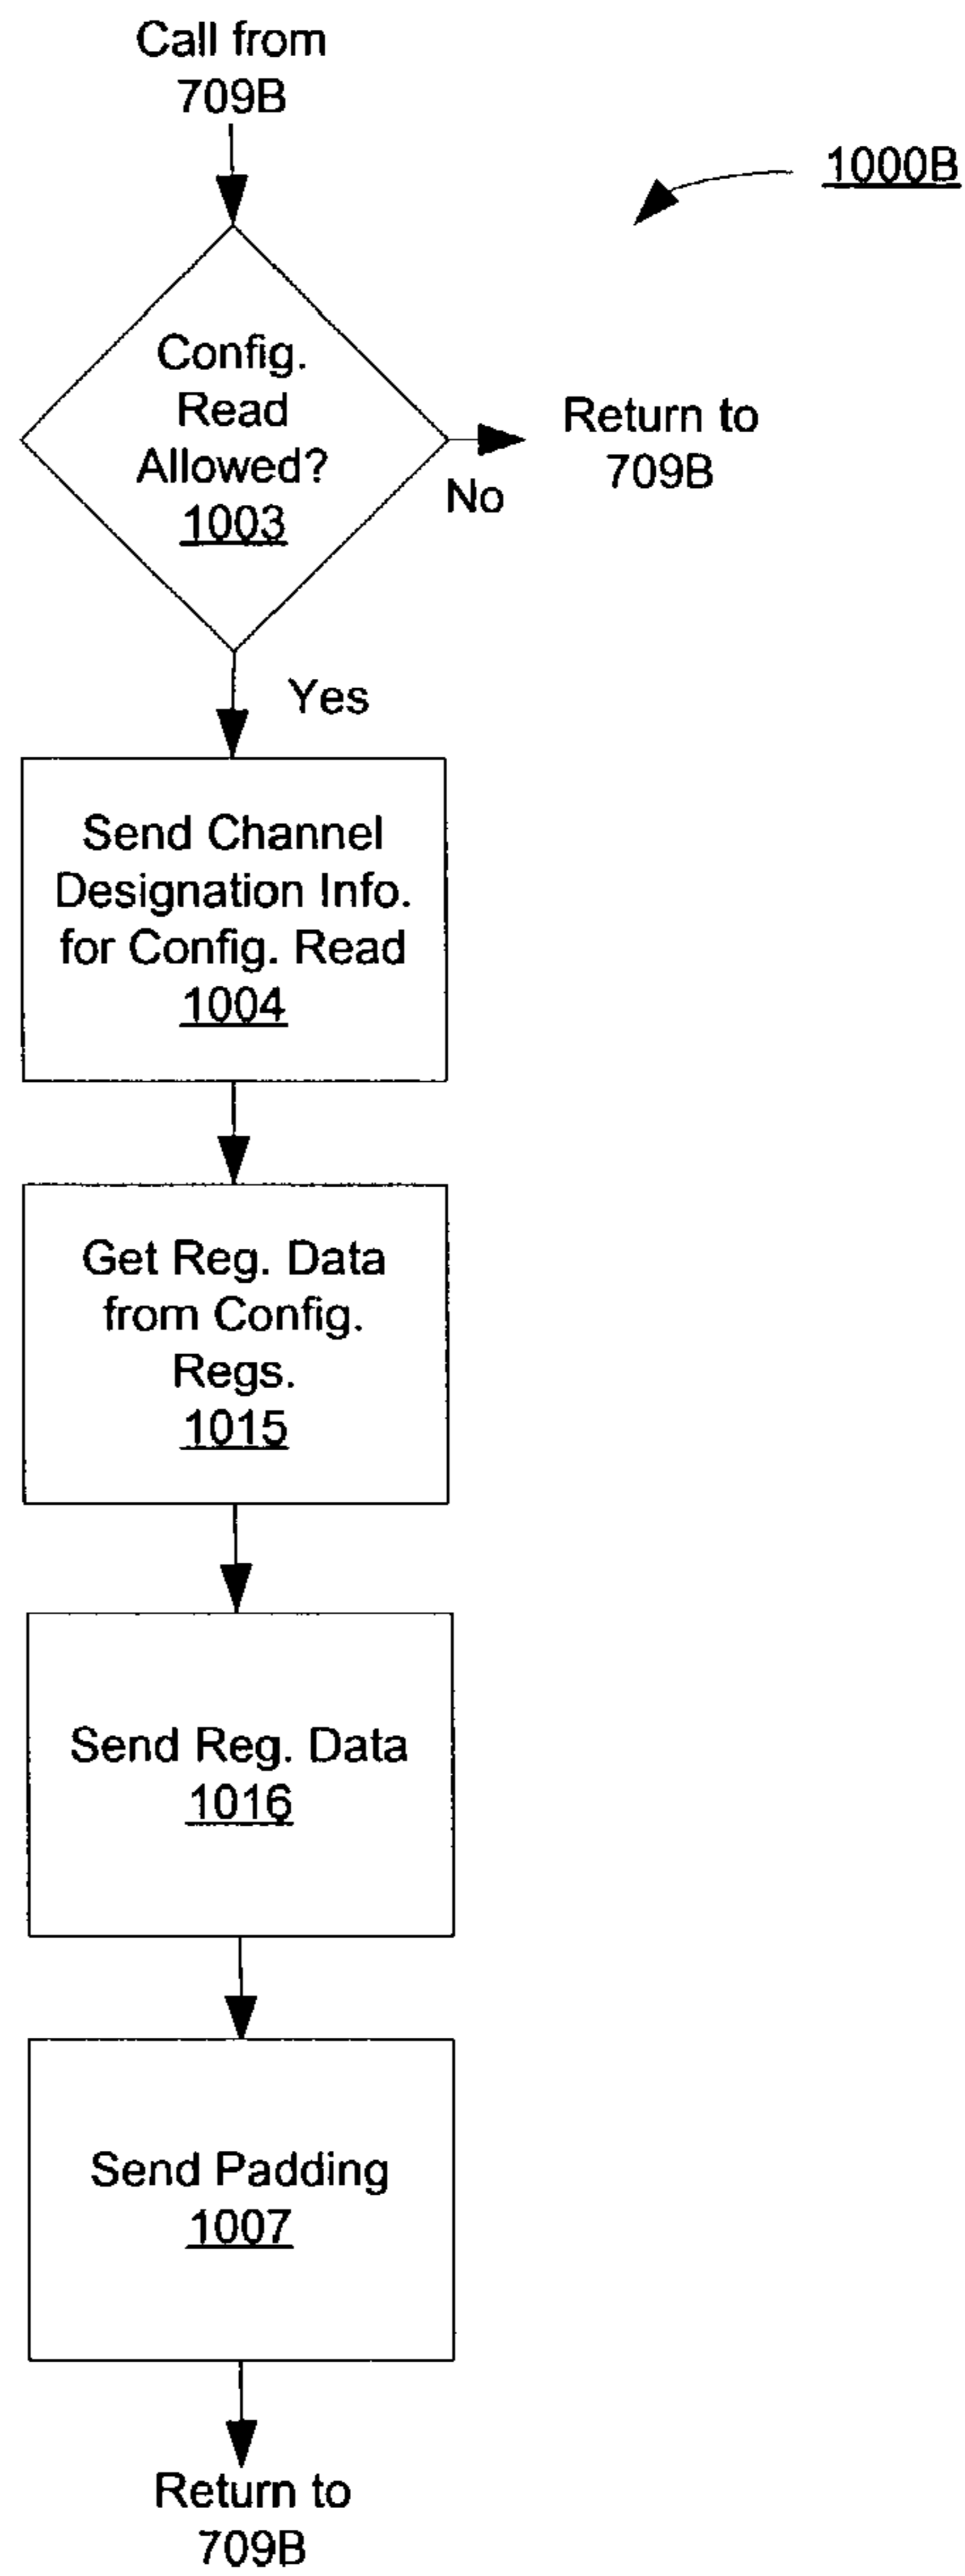 Call from
709B
1000B
Config.
Read
Allowed?
1003
Return to
709B
No
Yes
Send Channel
Designation Info.
for Config. Read
1004
Get Reg. Data
from Config.
Regs.
1015
Send Reg. Data
1016
Send Padding
1007
Return to
709B